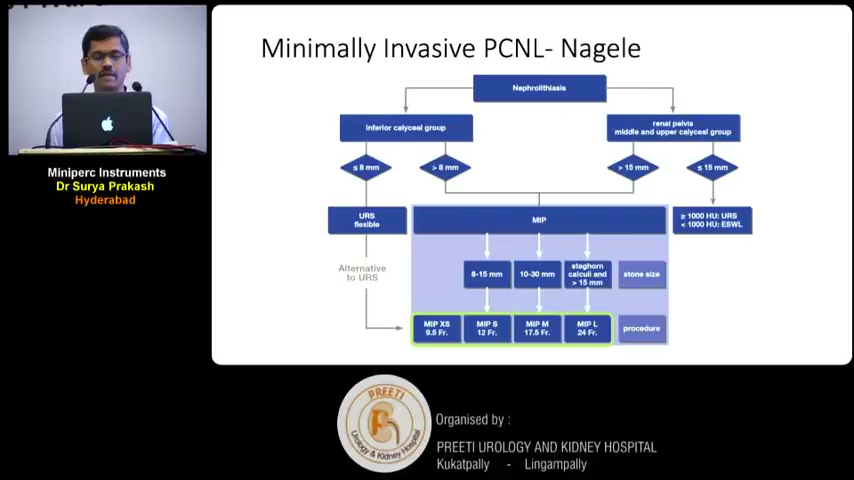 Minimally Invasive PCNL- Nagele
Nephrolithiasis
inferior calyceal group
renal pelvis
middle and upper calyceal group
≤ 8 mm
> 8 mm
> 15 mm
≤ 15 mm
URS
flexible
MIP
≥ 1000 HU: URS
< 1000 HU: ESWL
Alternative
to URS
8-15 mm
10-30 mm
staghorn
calculi and
> 15 mm
stone size
MIP XS
9.5 Fr.
MIP S
12 Fr.
MIP M
17.5 Fr.
MIP L
24 Fr.
procedure
Miniperc Instruments
Dr Surya Prakash
Hyderabad
PREETI
Urology & Kidney Hospital
Organised by :
PREETI UROLOGY AND KIDNEY HOSPITAL
Kukatpally - Lingampally